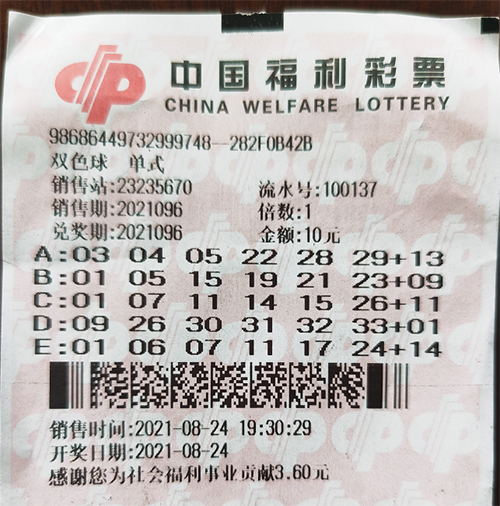 中国福利彩票
CHINA WELFARE LOTTERY
98686449732999748--282F0B42B
双色球 单式
销售站:23235670 流水号:100137
销售期:2021096 倍数:1
兑奖期:2021096 金额:10元
A:03 04 05 22 28 29+13
B:01 05 15 19 21 23+09
C:01 07 11 14 15 26+11
D:09 26 30 31 32 33+01
E:01 06 07 11 17 24+14
销售时间:2021-08-24 19:30:29
开奖日期:2021-08-24
感谢您为社会福利事业贡献3.60元